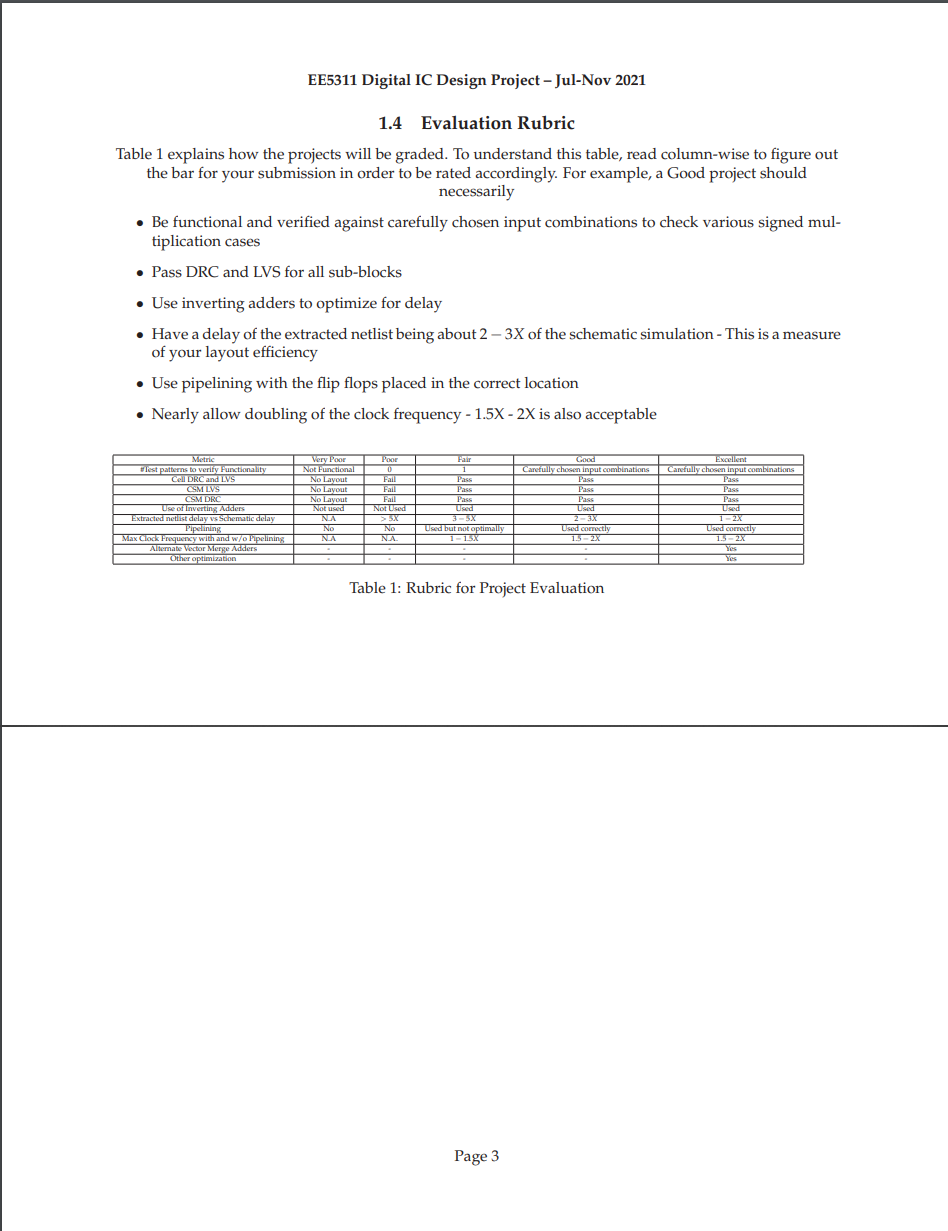 EE5311 Digital IC Design Project – Jul-Nov 2021
1.4 Evaluation Rubric
Table 1 explains how the projects will be graded. To understand this table, read column-wise to figure out
the bar for your submission in order to be rated accordingly. For example, a Good project should
necessarily
• Be functional and verified against carefully chosen input combinations to check various signed mul-
tiplication cases
• Pass DRC and LVS for all sub-blocks
• Use inverting adders to optimize for delay
• Have a delay of the extracted netlist being about 2 − 3X of the schematic simulation - This is a measure
of your layout efficiency
• Use pipelining with the flip flops placed in the correct location
• Nearly allow doubling of the clock frequency - 1.5X - 2X is also acceptable
Metric Very Poor Poor Fair Good Excellent
#Test patterns to verify Functionality Not Functional 0 1 Carefully chosen input combinations Carefully chosen input combinations
Cell DRC and LVS No Layout Fail Pass Pass Pass
CSM LVS No Layout Fail Pass Pass Pass
CSM DRC No Layout Fail Pass Pass Pass
Use of Inverting Adders Not used Not Used Used Used Used
Extracted netlist delay vs Schematic delay N.A > 5X 3 − 5X 2 − 3X 1 − 2X
Pipelining No No Used but not optimally Used correctly Used correctly
Max Clock Frequency with and w/o Pipelining N.A N.A. 1 − 1.5X 1.5 − 2X 1.5 − 2X
Alternate Vector Merge Adders - - - - Yes
Other optimization - - - - Yes
Table 1: Rubric for Project Evaluation
Page 3